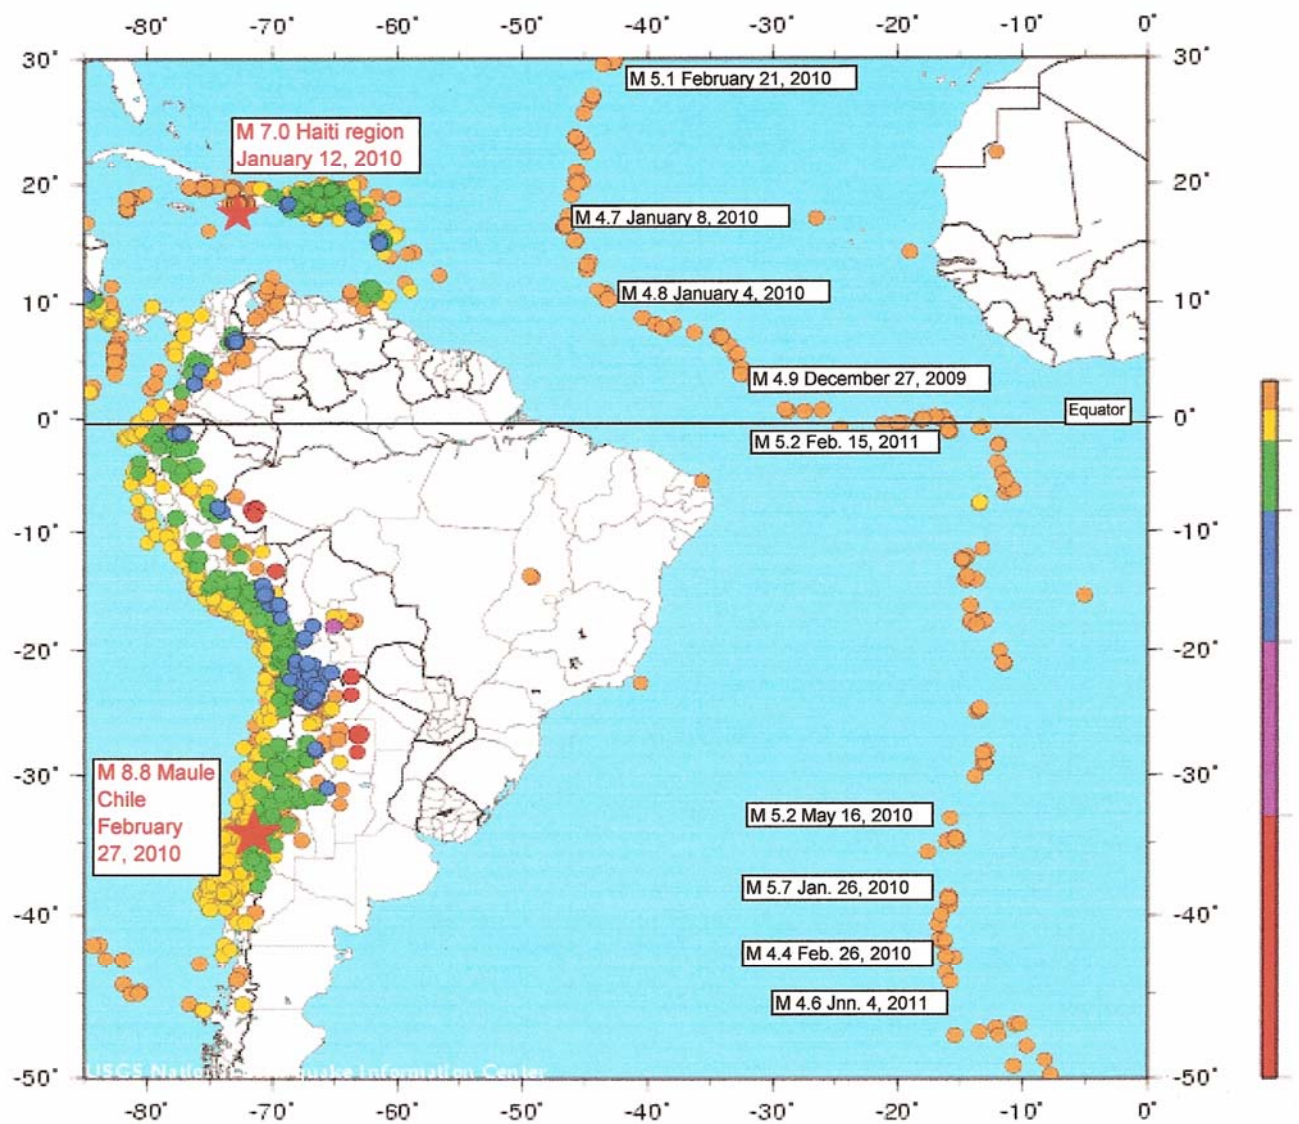 -80° -70° -60° -50° -40° -30° -20° -10° 0°
30° 30°
M 5.1 February 21, 2010
M 7.0 Haiti region
January 12, 2010
20° 20°
M 4.7 January 8, 2010
M 4.8 January 4, 2010
10° 10°
M 4.9 December 27, 2009
Equator
0° 0°
M 5.2 Feb. 15, 2011
-10° -10°
-20° -20°
M 8.8 Maule
Chile
February
27, 2010
-30° -30°
M 5.2 May 16, 2010
M 5.7 Jan. 26, 2010
-40° -40°
M 4.4 Feb. 26, 2010
M 4.6 Jnn. 4, 2011
USGS National Earthquake Information Center
-50° -50°
-80° -70° -60° -50° -40° -30° -20° -10° 0°